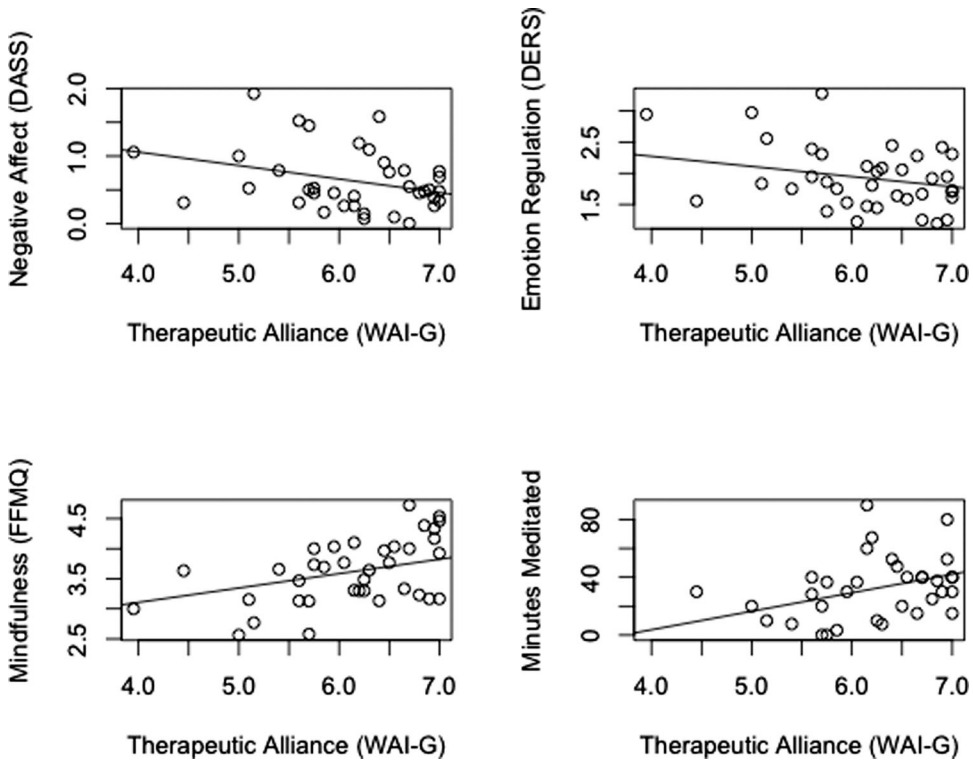 Negative Affect (DASS)
2.0
1.0
0.0
4.0 5.0 6.0 7.0
Therapeutic Alliance (WAI-G)
Emotion Regulation (DERS)
2.5
1.5
4.0 5.0 6.0 7.0
Therapeutic Alliance (WAI-G)
Mindfulness (FFMQ)
4.5
3.5
2.5
4.0 5.0 6.0 7.0
Therapeutic Alliance (WAI-G)
Minutes Meditated
80
40
0
4.0 5.0 6.0 7.0
Therapeutic Alliance (WAI-G)